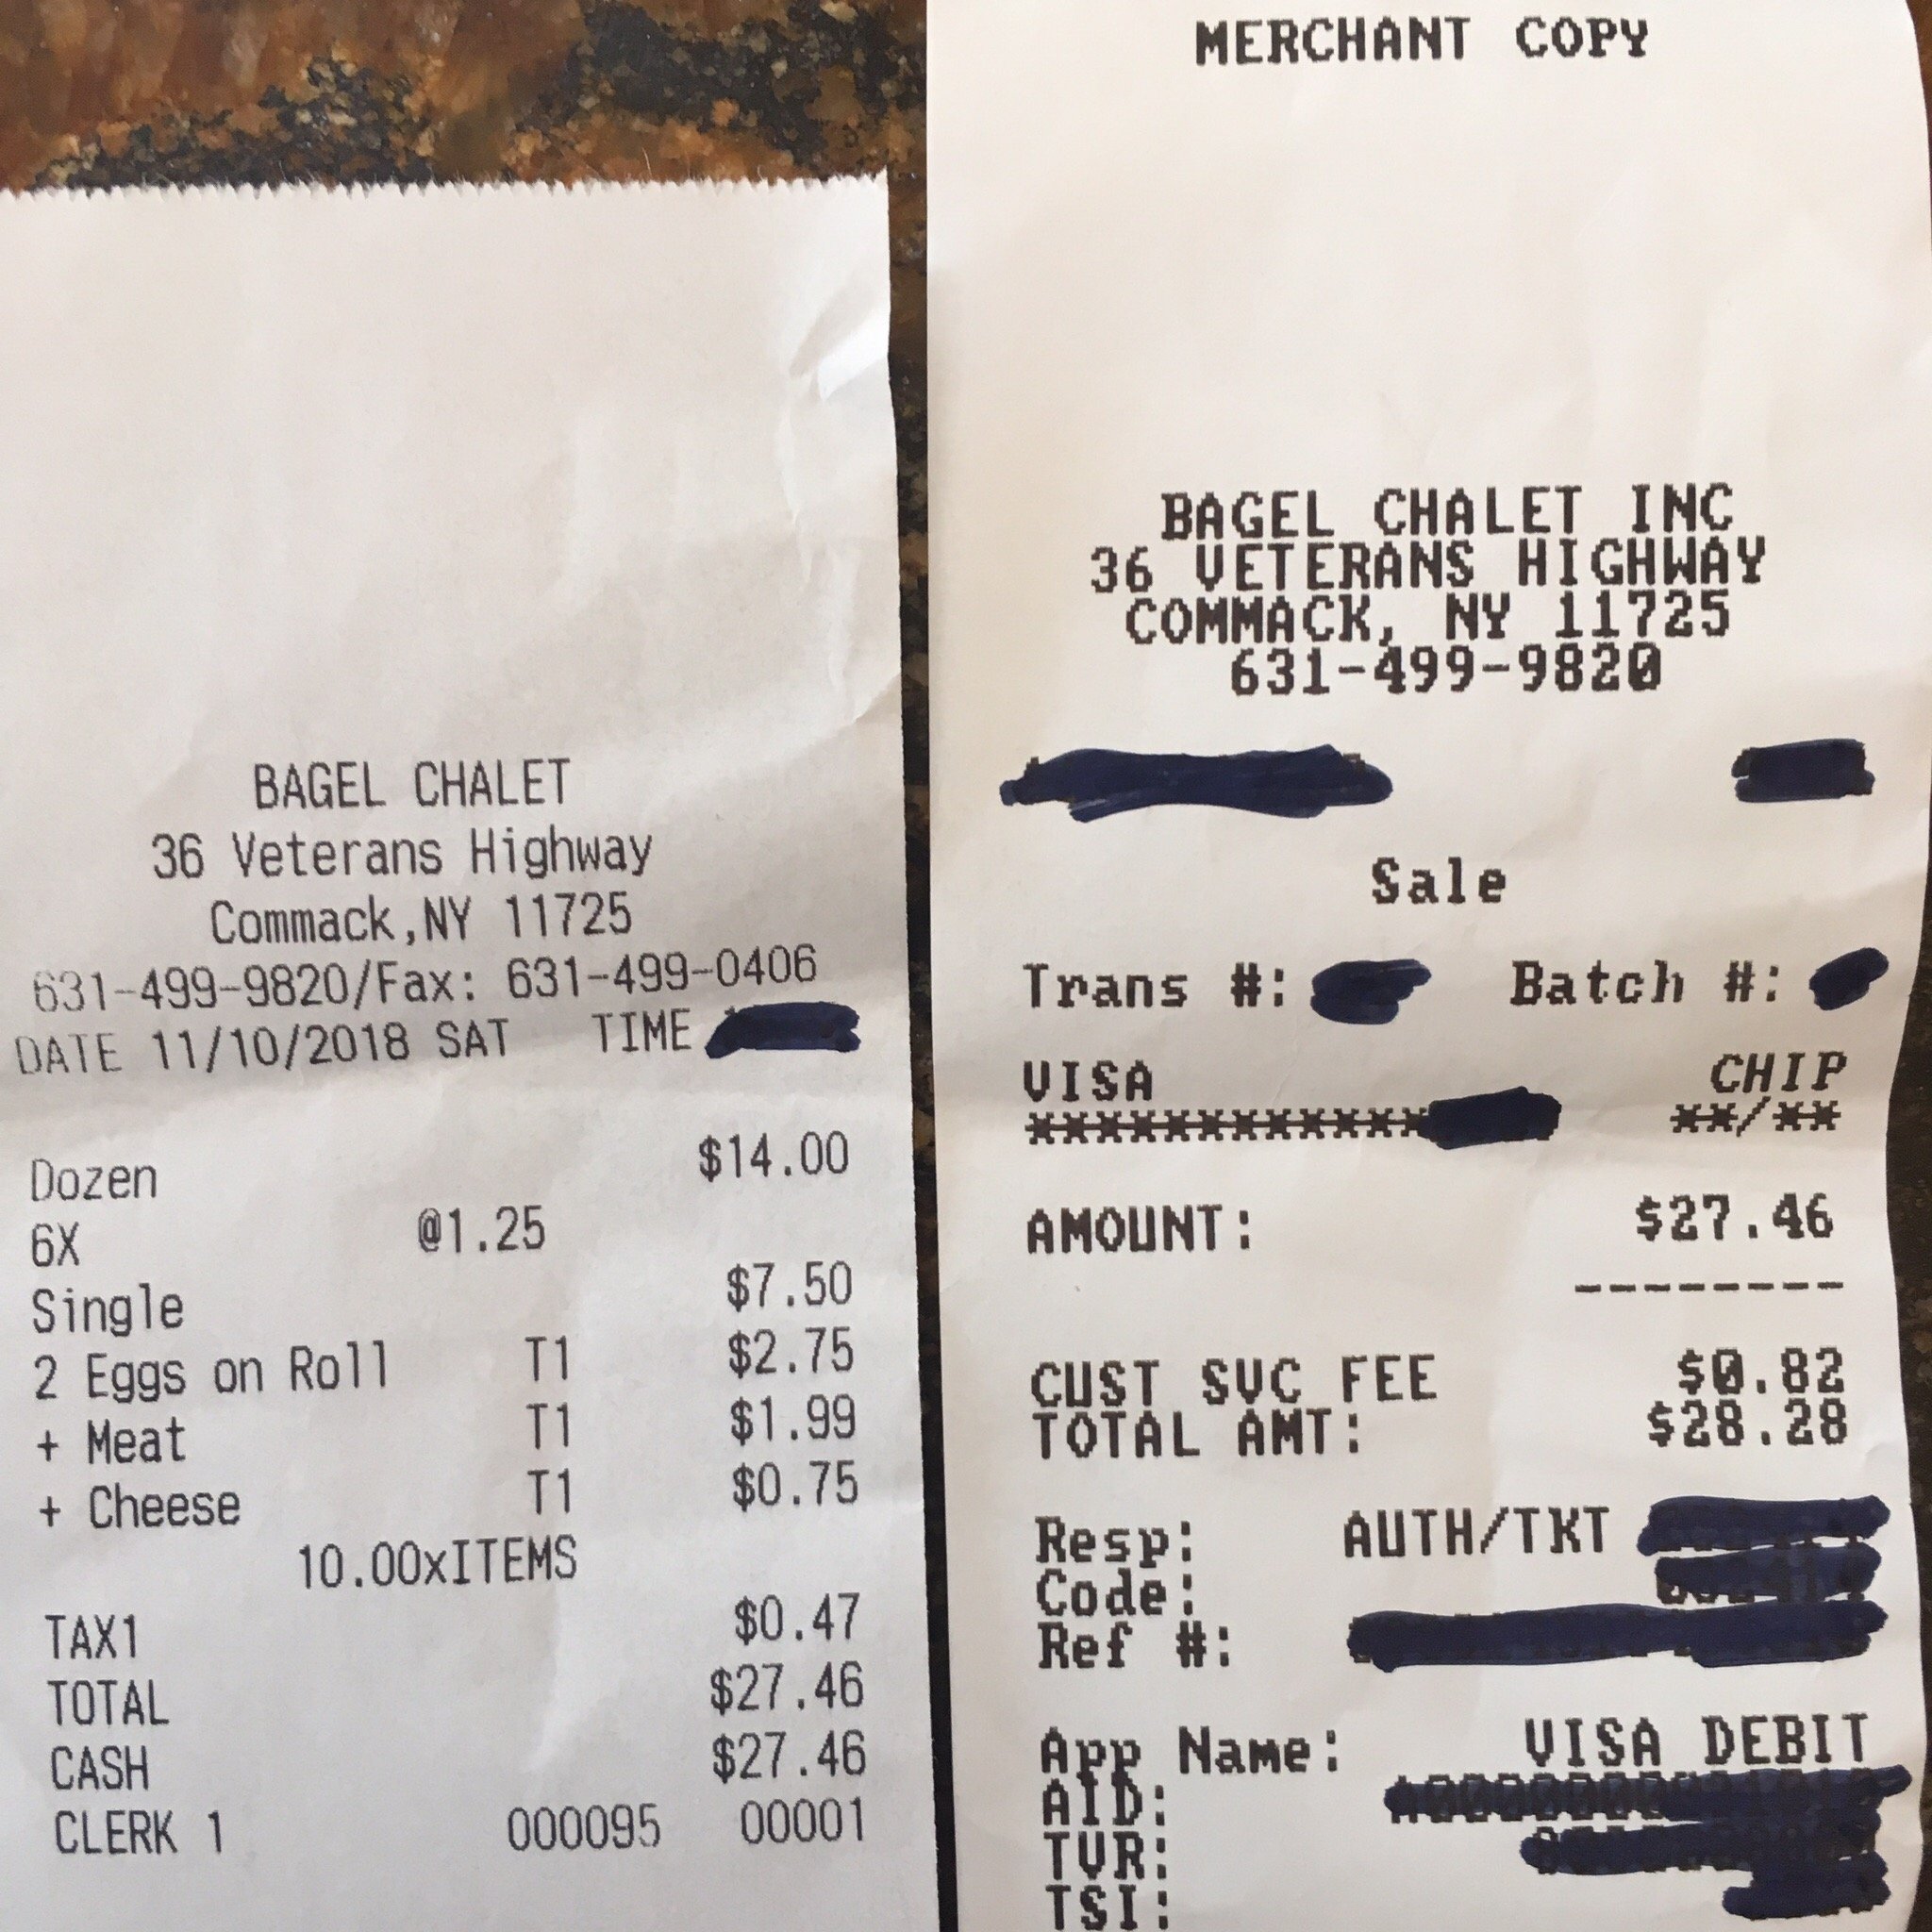 BAGEL CHALET
36 Veterans Highway
Commack,NY 11725
631-499-9820/Fax: 631-499-0406
DATE 11/10/2018 SAT TIME
Dozen $14.00
6X @1.25
Single $7.50
2 Eggs on Roll T1 $2.75
+ Meat T1 $1.99
+ Cheese T1 $0.75
10.00xITEMS
TAX1 $0.47
TOTAL $27.46
CASH $27.46
CLERK 1 000095 00001
MERCHANT COPY
BAGEL CHALET INC
36 VETERANS HIGHWAY
COMMACK, NY 11725
631-499-9820
Sale
Trans #: Batch #:
VISA CHIP
************ **/**
AMOUNT: $27.46
--------
CUST SVC FEE $0.82
TOTAL AMT: $28.28
Resp: AUTH/TKT
Code:
Ref #:
App Name: VISA DEBIT
AID:
TVR:
TSI: